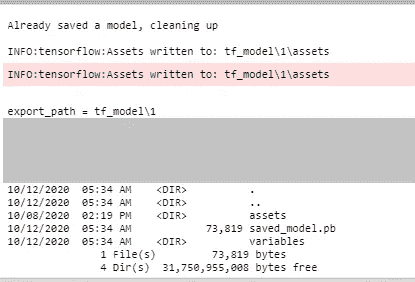 Already saved a model, cleaning up
INFO:tensorflow:Assets written to: tf_model\1\assets
INFO:tensorflow:Assets written to: tf_model\1\assets
export_path = tf_model\1
10/12/2020  05:34 AM    <DIR>          .
10/12/2020  05:34 AM    <DIR>          ..
10/08/2020  02:19 PM    <DIR>          assets
10/12/2020  05:34 AM            73,819 saved_model.pb
10/12/2020  05:34 AM    <DIR>          variables
1 File(s)         73,819 bytes
4 Dir(s)  31,750,955,008 bytes free